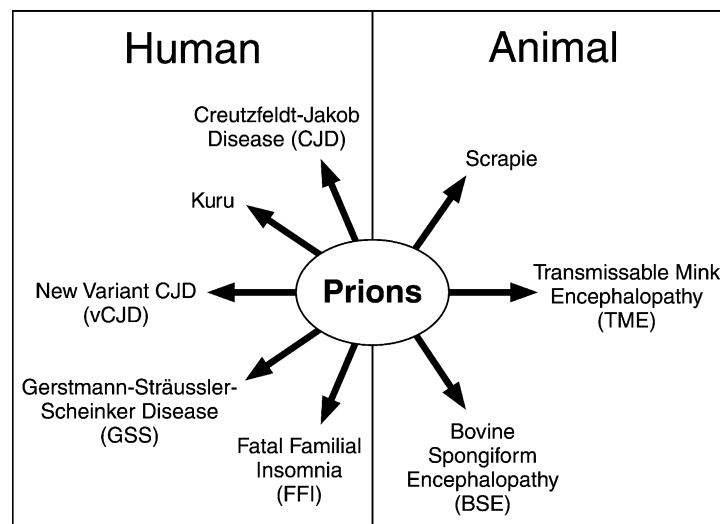 Human
Animal
Creutzfeldt-Jakob
Disease (CJD)
Scrapie
Kuru
Prions
New Variant CJD
(vCJD)
Transmissable Mink
Encephalopathy
(TME)
Gerstmann-Sträussler-
Scheinker Disease
(GSS)
Fatal Familial
Insomnia
(FFI)
Bovine
Spongiform
Encephalopathy
(BSE)